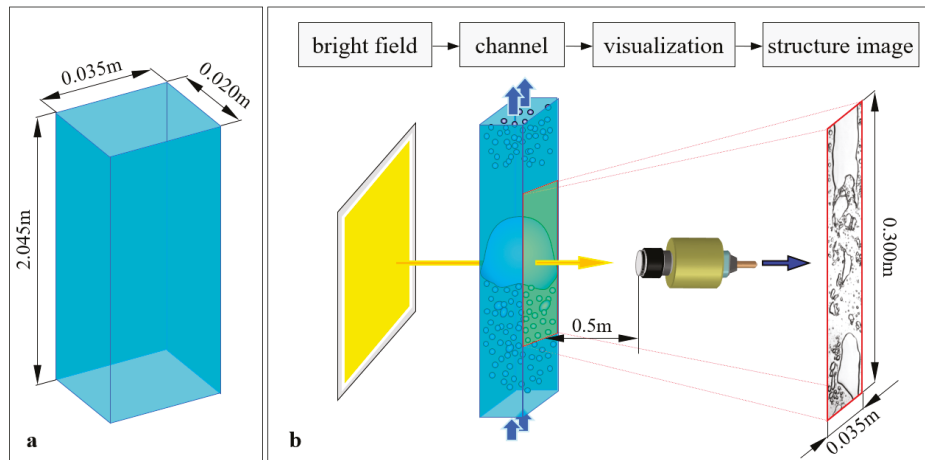 0.035m
0.020m
2.045m
a
bright field
channel
visualization
structure image
0.5m
0.300m
0.035m
b